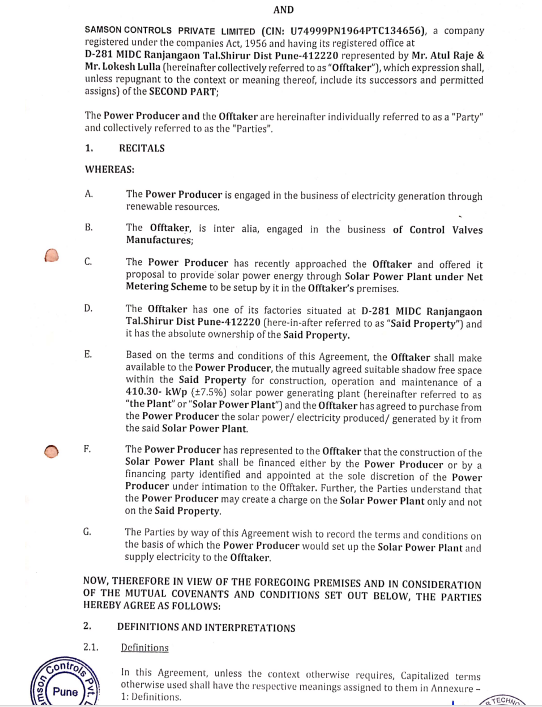 AND
SAMSON CONTROLS PRIVATE LIMITED (CIN: U74999PN1964PTC134656), a company
registered under the companies Act, 1956 and having its registered office at
D-281 MIDC Ranjangaon Tal.Shirur Dist Pune-412220 represented by Mr. Atul Raje &
Mr. Lokesh Lulla (hereinafter collectively referred to as "Offtaker"), which expression shall,
unless repugnant to the context or meaning thereof, include its successors and permitted
assigns) of the SECOND PART;
The Power Producer and the Offtaker are hereinafter individually referred to as a "Party"
and collectively referred to as the "Parties".
1. RECITALS
WHEREAS:
A. The Power Producer is engaged in the business of electricity generation through
renewable resources.
B. The Offtaker, is inter alia, engaged in the business of Control Valves
Manufactures;
C. The Power Producer has recently approached the Offtaker and offered it
proposal to provide solar power energy through Solar Power Plant under Net
Metering Scheme to be setup by it in the Offtaker's premises.
D. The Offtaker has one of its factories situated at D-281 MIDC Ranjangaon
Tal.Shirur Dist Pune-412220 (here-in-after referred to as "Said Property") and
it has the absolute ownership of the Said Property.
E. Based on the terms and conditions of this Agreement, the Offtaker shall make
available to the Power Producer, the mutually agreed suitable shadow free space
within the Said Property for construction, operation and maintenance of a
410.30- kWp (±7.5%) solar power generating plant (hereinafter referred to as
"the Plant" or "Solar Power Plant") and the Offtaker has agreed to purchase from
the Power Producer the solar power/ electricity produced/ generated by it from
the said Solar Power Plant.
F. The Power Producer has represented to the Offtaker that the construction of the
Solar Power Plant shall be financed either by the Power Producer or by a
financing party identified and appointed at the sole discretion of the Power
Producer under intimation to the Offtaker. Further, the Parties understand that
the Power Producer may create a charge on the Solar Power Plant only and not
on the Said Property.
G. The Parties by way of this Agreement wish to record the terms and conditions on
the basis of which the Power Producer would set up the Solar Power Plant and
supply electricity to the Offtaker.
NOW, THEREFORE IN VIEW OF THE FOREGOING PREMISES AND IN CONSIDERATION
OF THE MUTUAL COVENANTS AND CONDITIONS SET OUT BELOW, THE PARTIES
HEREBY AGREE AS FOLLOWS:
2. DEFINITIONS AND INTERPRETATIONS
2.1. Definitions
In this Agreement, unless the context otherwise requires, Capitalized terms
otherwise used shall have the respective meanings assigned to them in Annexure –
1: Definitions.
mson Controls Pvt.
Pune
TECHNO